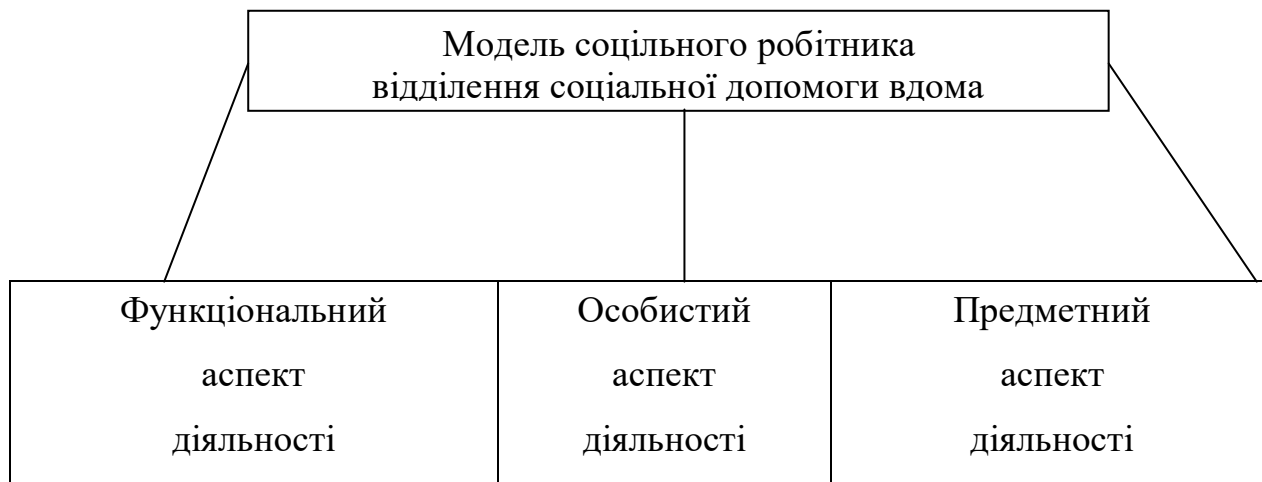 Модель соцільного робітника
відділення соціальної допомоги вдома
Функціональний
аспект
діяльності
Особистий
аспект
діяльності
Предметний
аспект
діяльності